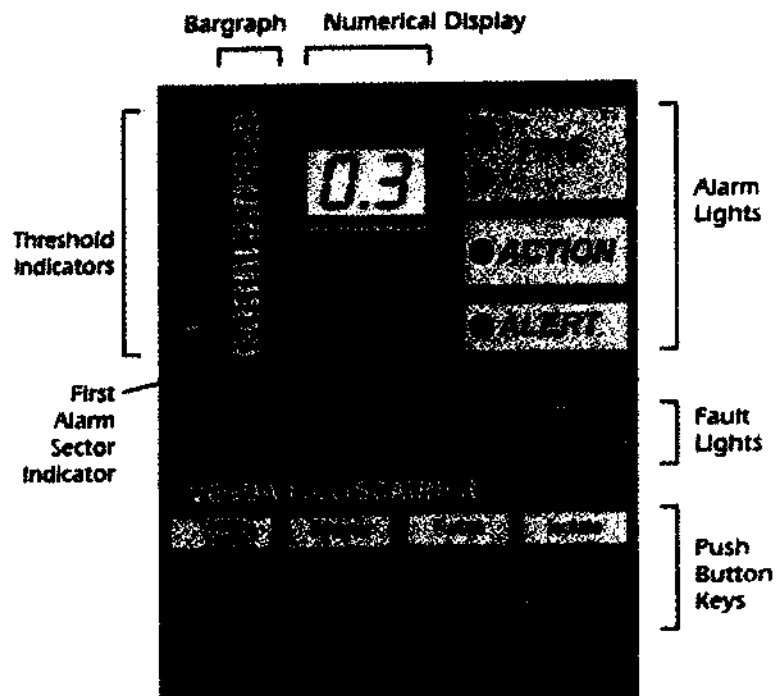 Bargraph
Numerical Display
Threshold
Indicators
0.3
FIRE
ACTION
ALERT
Alarm
Lights
First
Alarm
Sector
Indicator
Fault
Lights
Push
Button
Keys